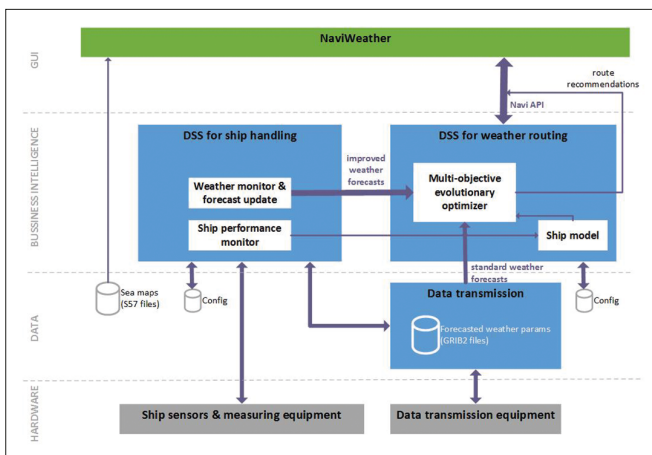 NaviWeather
GUI
route
recommendations
Navi API
BUSSINESS INTELLIGENCE
DSS for ship handling
DSS for weather routing
improved
weather
forecasts
Weather monitor &
forecast update
Multi-objective
evolutionary
optimizer
Ship performance
monitor
Ship model
standard weather
forecasts
DATA
Sea maps
(S57 files)
Config
Data transmission
Config
Forecasted weather params
(GRIB2 files)
HARDWARE
Ship sensors & measuring equipment
Data transmission equipment